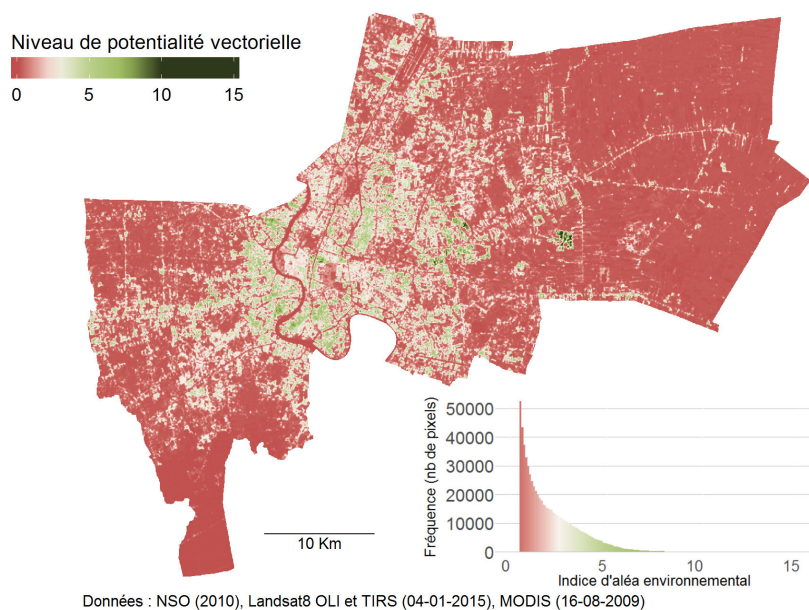 Niveau de potentialité vectorielle
0 5 10 15
10 Km
Fréquence (nb de pixels)
50000
40000
30000
20000
10000
0
0 5 10 15
Indice d'aléa environnemental
Données : NSO (2010), Landsat8 OLI et TIRS (04-01-2015), MODIS (16-08-2009)